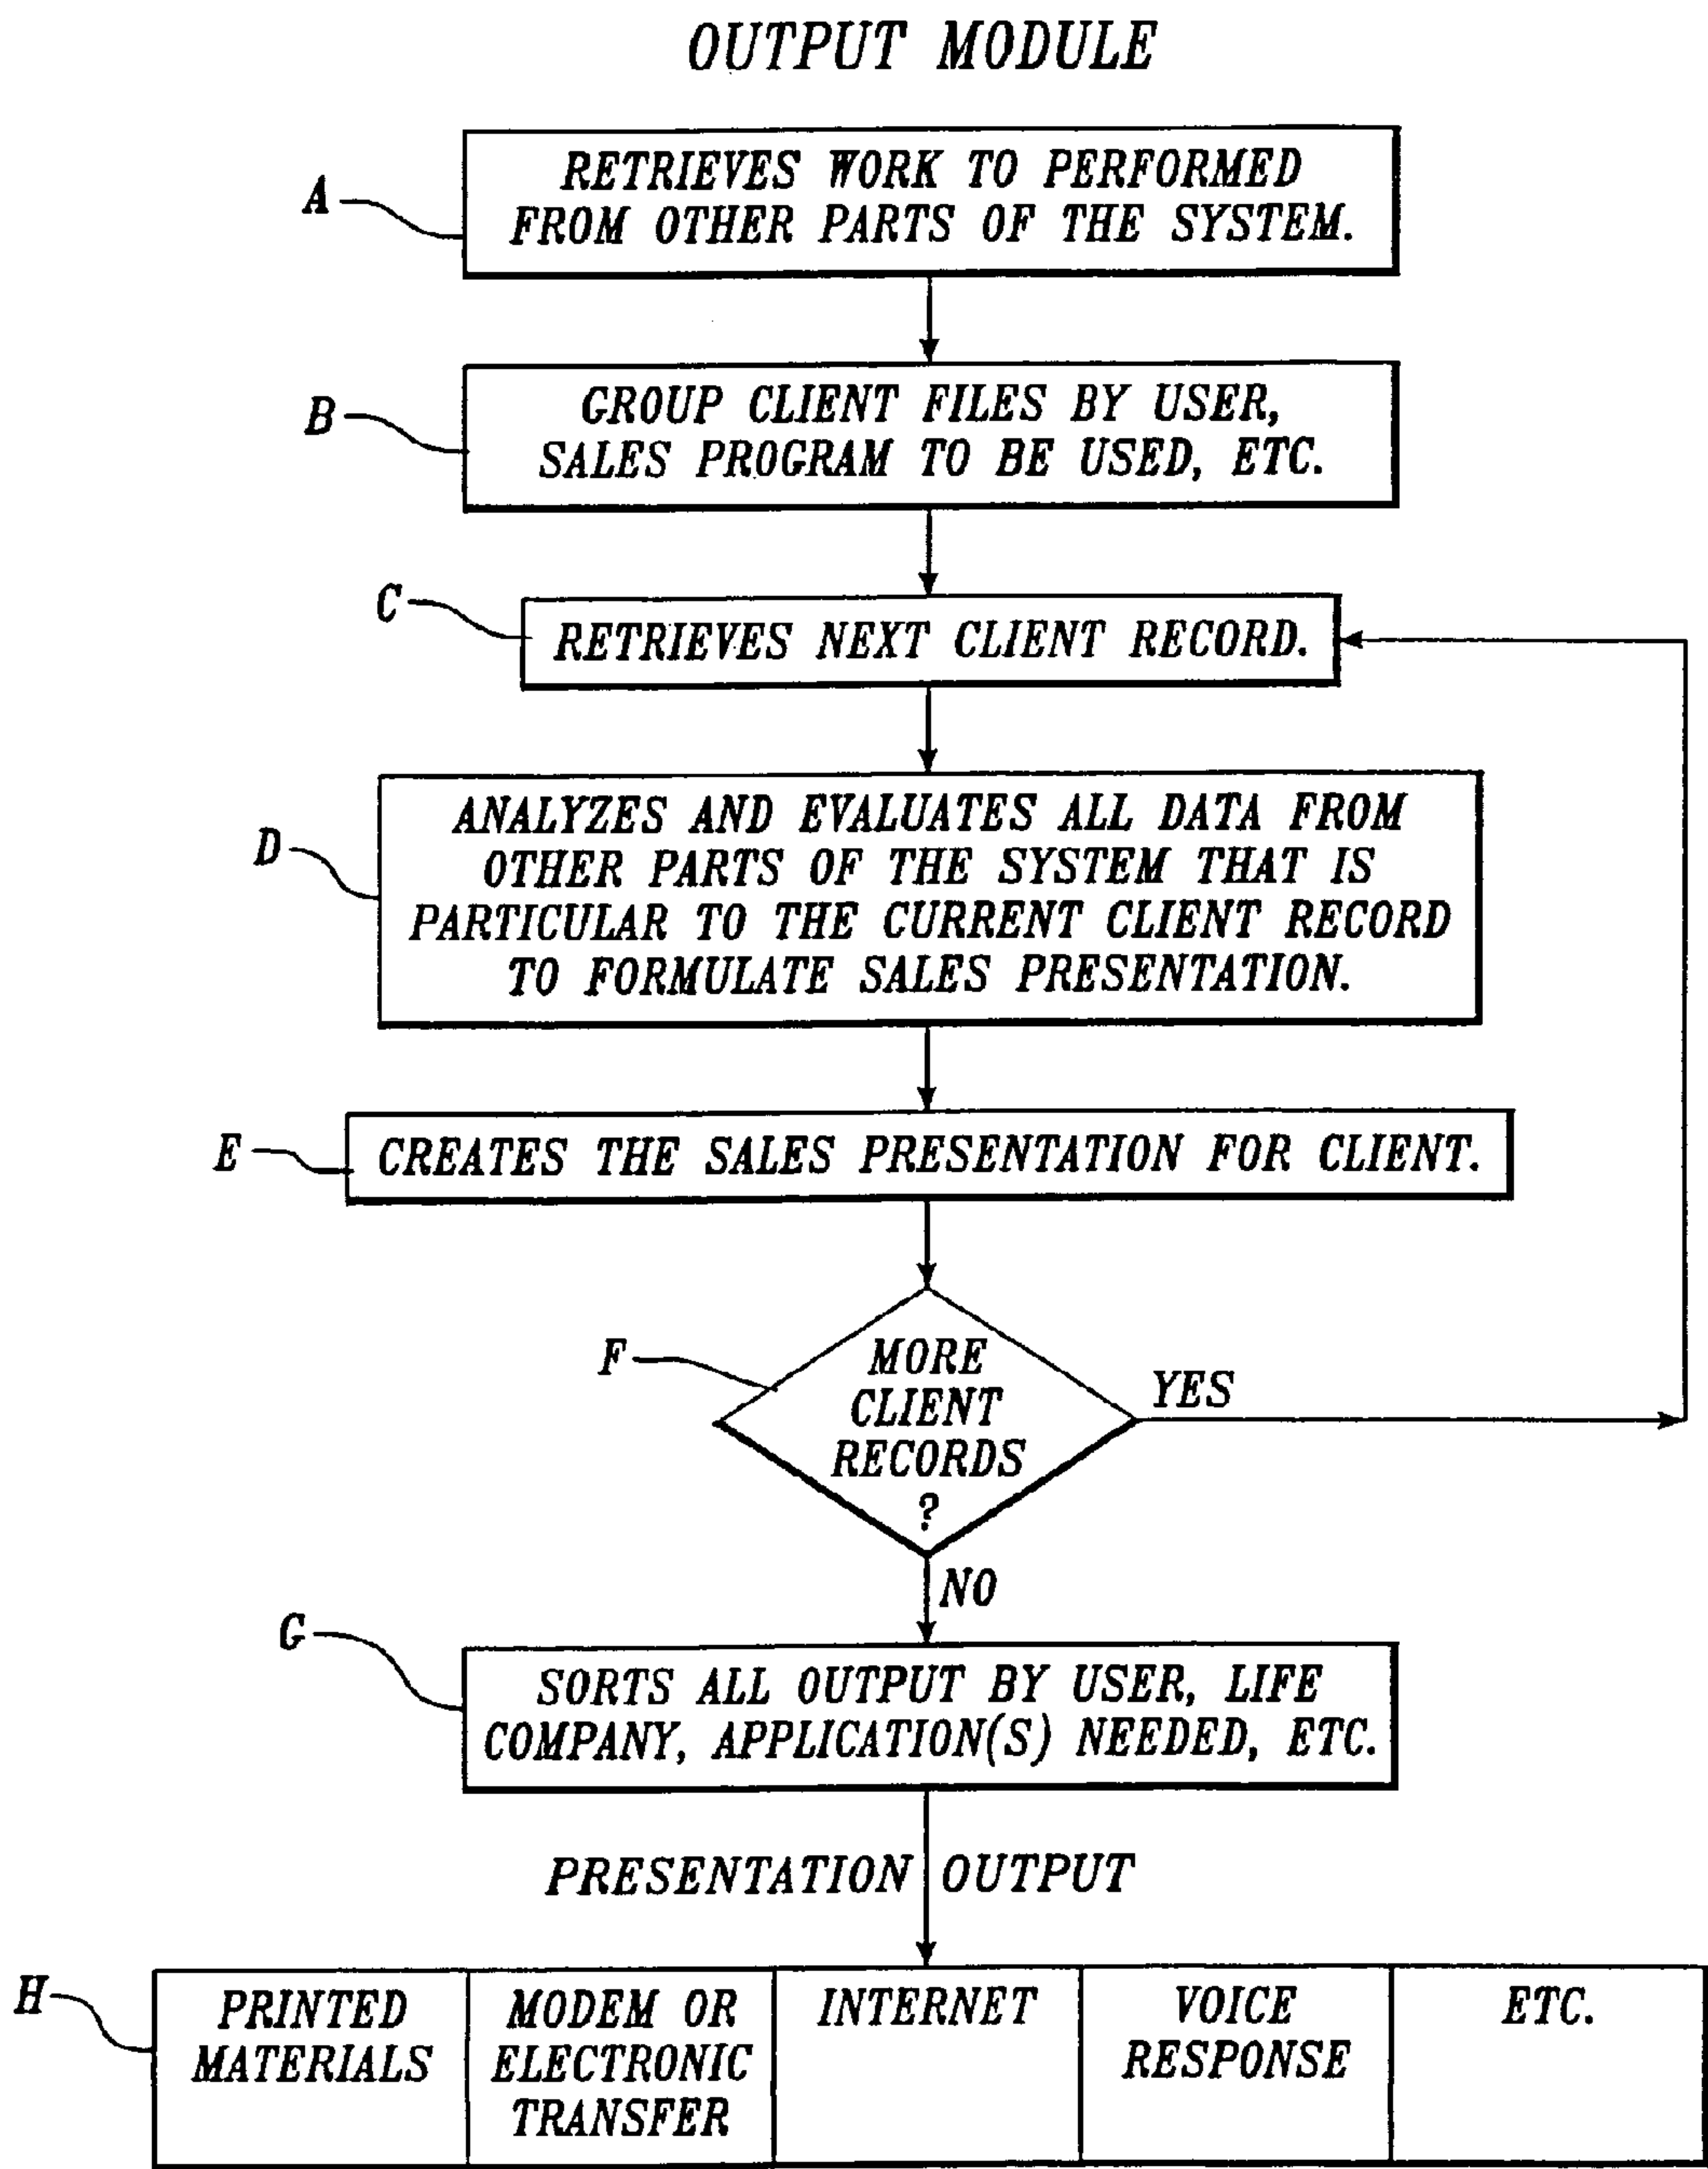 OUTPUT MODULE
A
RETRIEVES WORK TO PERFORMED
FROM OTHER PARTS OF THE SYSTEM.
B
GROUP CLIENT FILES BY USER,
SALES PROGRAM TO BE USED, ETC.
C
RETRIEVES NEXT CLIENT RECORD.
D
ANALYZES AND EVALUATES ALL DATA FROM
OTHER PARTS OF THE SYSTEM THAT IS
PARTICULAR TO THE CURRENT CLIENT RECORD
TO FORMULATE SALES PRESENTATION.
E
CREATES THE SALES PRESENTATION FOR CLIENT.
F
MORE
CLIENT
RECORDS
?
YES
NO
G
SORTS ALL OUTPUT BY USER, LIFE
COMPANY, APPLICATION(S) NEEDED, ETC.
PRESENTATION OUTPUT
H
PRINTED
MATERIALS
MODEM OR
ELECTRONIC
TRANSFER
INTERNET
VOICE
RESPONSE
ETC.